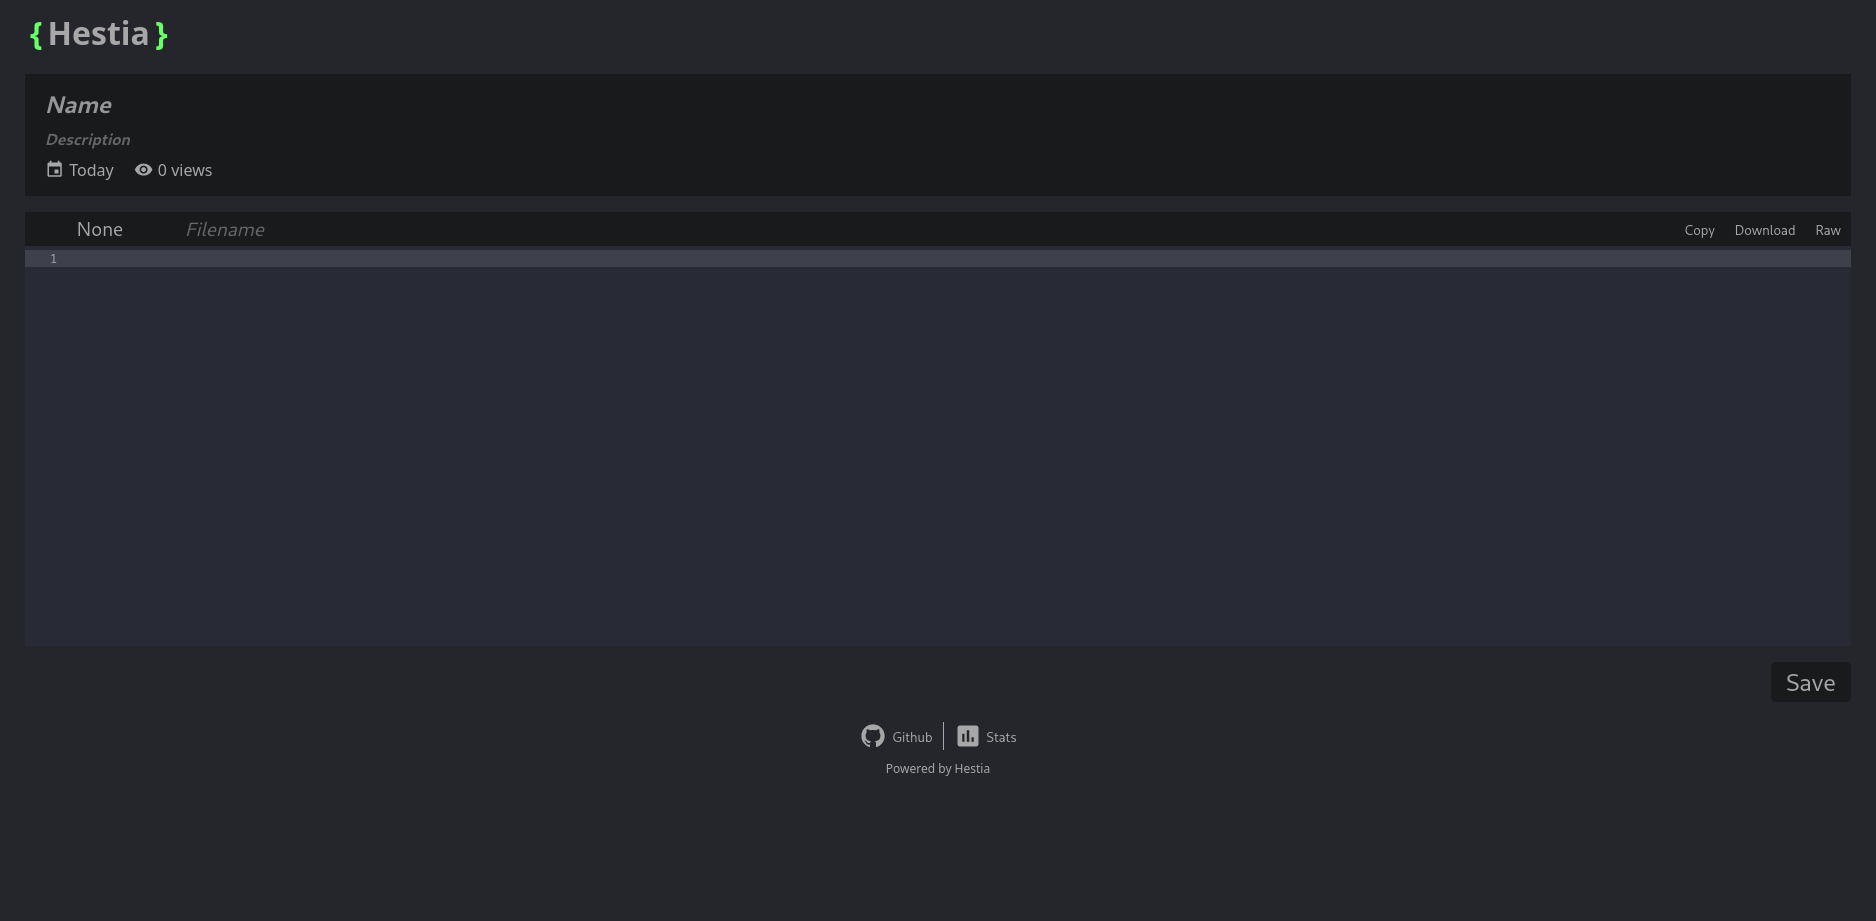 {Hestia}
Name
Description
Today 0 views
None Filename Copy Download Raw
1
Save
Github Stats
Powered by Hestia